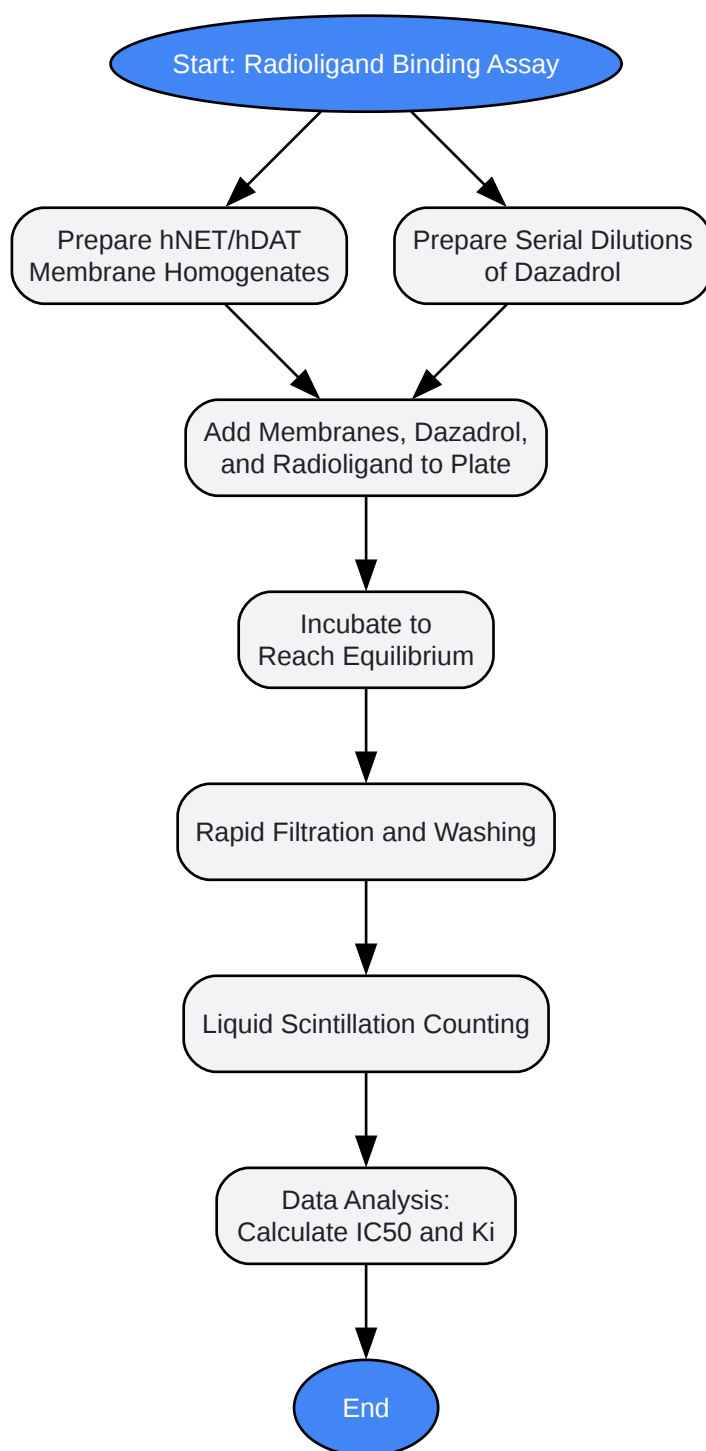 Start: Radioligand Binding Assay
Prepare hNET/hDAT
Membrane Homogenates
Prepare Serial Dilutions
of Dazadrol
Add Membranes, Dazadrol,
and Radioligand to Plate
Incubate to
Reach Equilibrium
Rapid Filtration and Washing
Liquid Scintillation Counting
Data Analysis:
Calculate IC50 and Ki
End